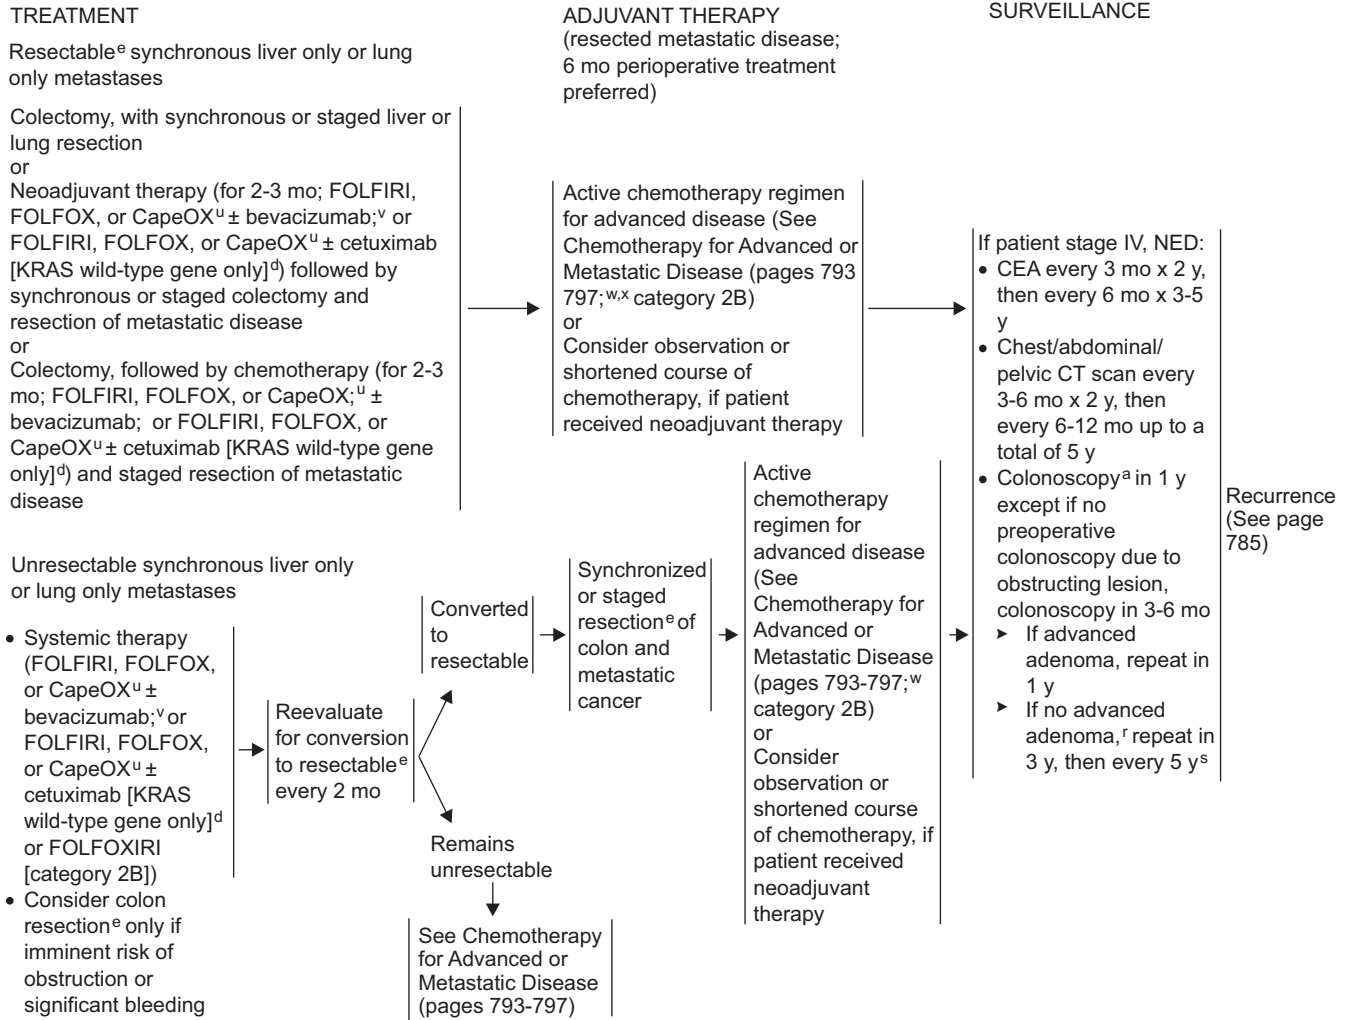 TREATMENT
Resectable e synchronous liver only or lung
only metastases
Colectomy, with synchronous or staged liver or
lung resection
or
Neoadjuvant therapy (for 2-3 mo; FOLFIRI,
FOLFOX, or CapeOX u ± bevacizumab; v or
FOLFIRI, FOLFOX, or CapeOX u ± cetuximab
[KRAS wild-type gene only] d) followed by
synchronous or staged colectomy and
resection of metastatic disease
or
Colectomy, followed by chemotherapy (for 2-3
mo; FOLFIRI, FOLFOX, or CapeOX; u ±
bevacizumab; or FOLFIRI, FOLFOX, or
CapeOX u ± cetuximab [KRAS wild-type gene
only] d) and staged resection of metastatic
disease
ADJUVANT THERAPY
(resected metastatic disease;
6 mo perioperative treatment
preferred)
Active chemotherapy regimen
for advanced disease (See
Chemotherapy for Advanced or
Metastatic Disease (pages 793
797; w,x category 2B)
or
Consider observation or
shortened course of
chemotherapy, if patient
received neoadjuvant therapy
Unresectable synchronous liver only
or lung only metastases
• Systemic therapy
(FOLFIRI, FOLFOX,
or CapeOX u ±
bevacizumab; v or
FOLFIRI, FOLFOX,
or CapeOX u ±
cetuximab [KRAS
wild-type gene only] d
or FOLFOXIRI
[category 2B])
• Consider colon
resection e only if
imminent risk of
obstruction or
significant bleeding
Reevaluate
for conversion
to resectable e
every 2 mo
Converted
to
resectable
Remains
unresectable
See Chemotherapy
for Advanced or
Metastatic Disease
(pages 793-797)
Synchronized
or staged
resection e of
colon and
metastatic
cancer
Active
chemotherapy
regimen for
advanced disease
(See
Chemotherapy for
Advanced or
Metastatic Disease
(pages 793-797; w
category 2B)
or
Consider
observation or
shortened course
of chemotherapy, if
patient received
neoadjuvant
therapy
SURVEILLANCE
If patient stage IV, NED:
• CEA every 3 mo x 2 y,
then every 6 mo x 3-5
y
• Chest/abdominal/
pelvic CT scan every
3-6 mo x 2 y, then
every 6-12 mo up to a
total of 5 y
• Colonoscopy a in 1 y
except if no
preoperative
colonoscopy due to
obstructing lesion,
colonoscopy in 3-6 mo
➤ If advanced
adenoma, repeat in
1 y
➤ If no advanced
adenoma, r repeat in
3 y, then every 5 y s
Recurrence
(See page
785)